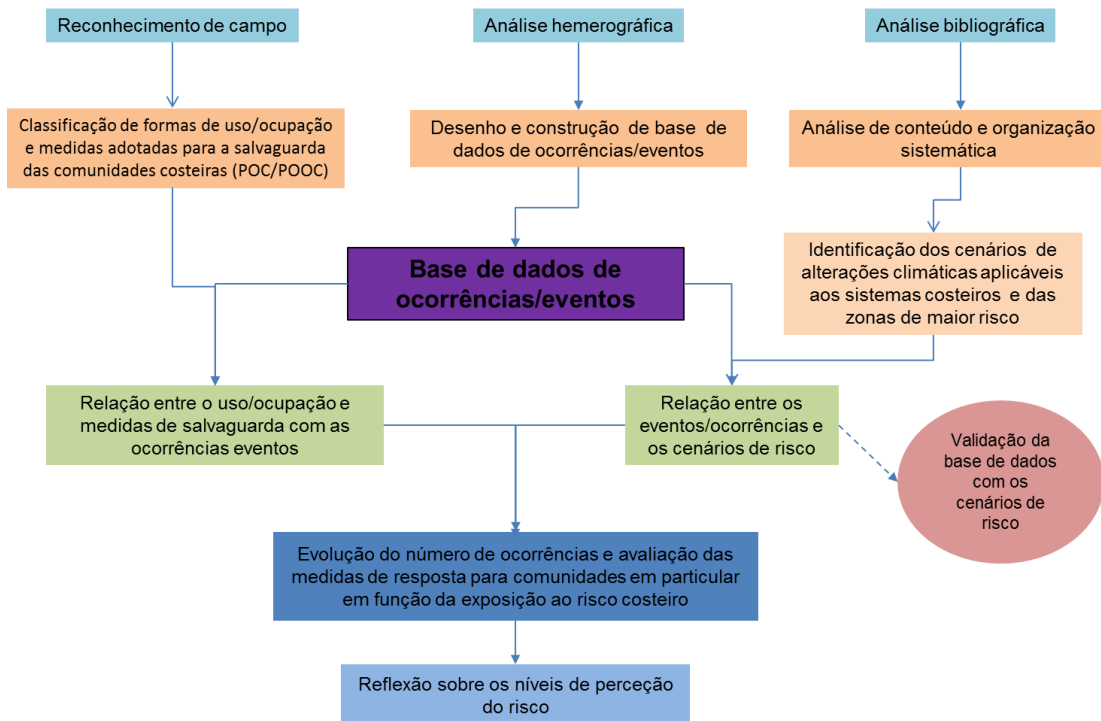 Reconhecimento de campo
Análise hemerográfica
Análise bibliográfica
Classificação de formas de uso/ocupação
e medidas adotadas para a salvaguarda
das comunidades costeiras (POC/POOC)
Desenho e construção de base de
dados de ocorrências/eventos
Análise de conteúdo e organização
sistemática
Base de dados de
ocorrências/eventos
Identificação dos cenários de
alterações climáticas aplicáveis
aos sistemas costeiros e das
zonas de maior risco
Relação entre o uso/ocupação e
medidas de salvaguarda com as
ocorrências eventos
Relação entre os
eventos/ocorrências e
os cenários de risco
Validação da
base de dados
com os
cenários de
risco
Evolução do número de ocorrências e avaliação das
medidas de resposta para comunidades em particular
em função da exposição ao risco costeiro
Reflexão sobre os níveis de perceção
do risco